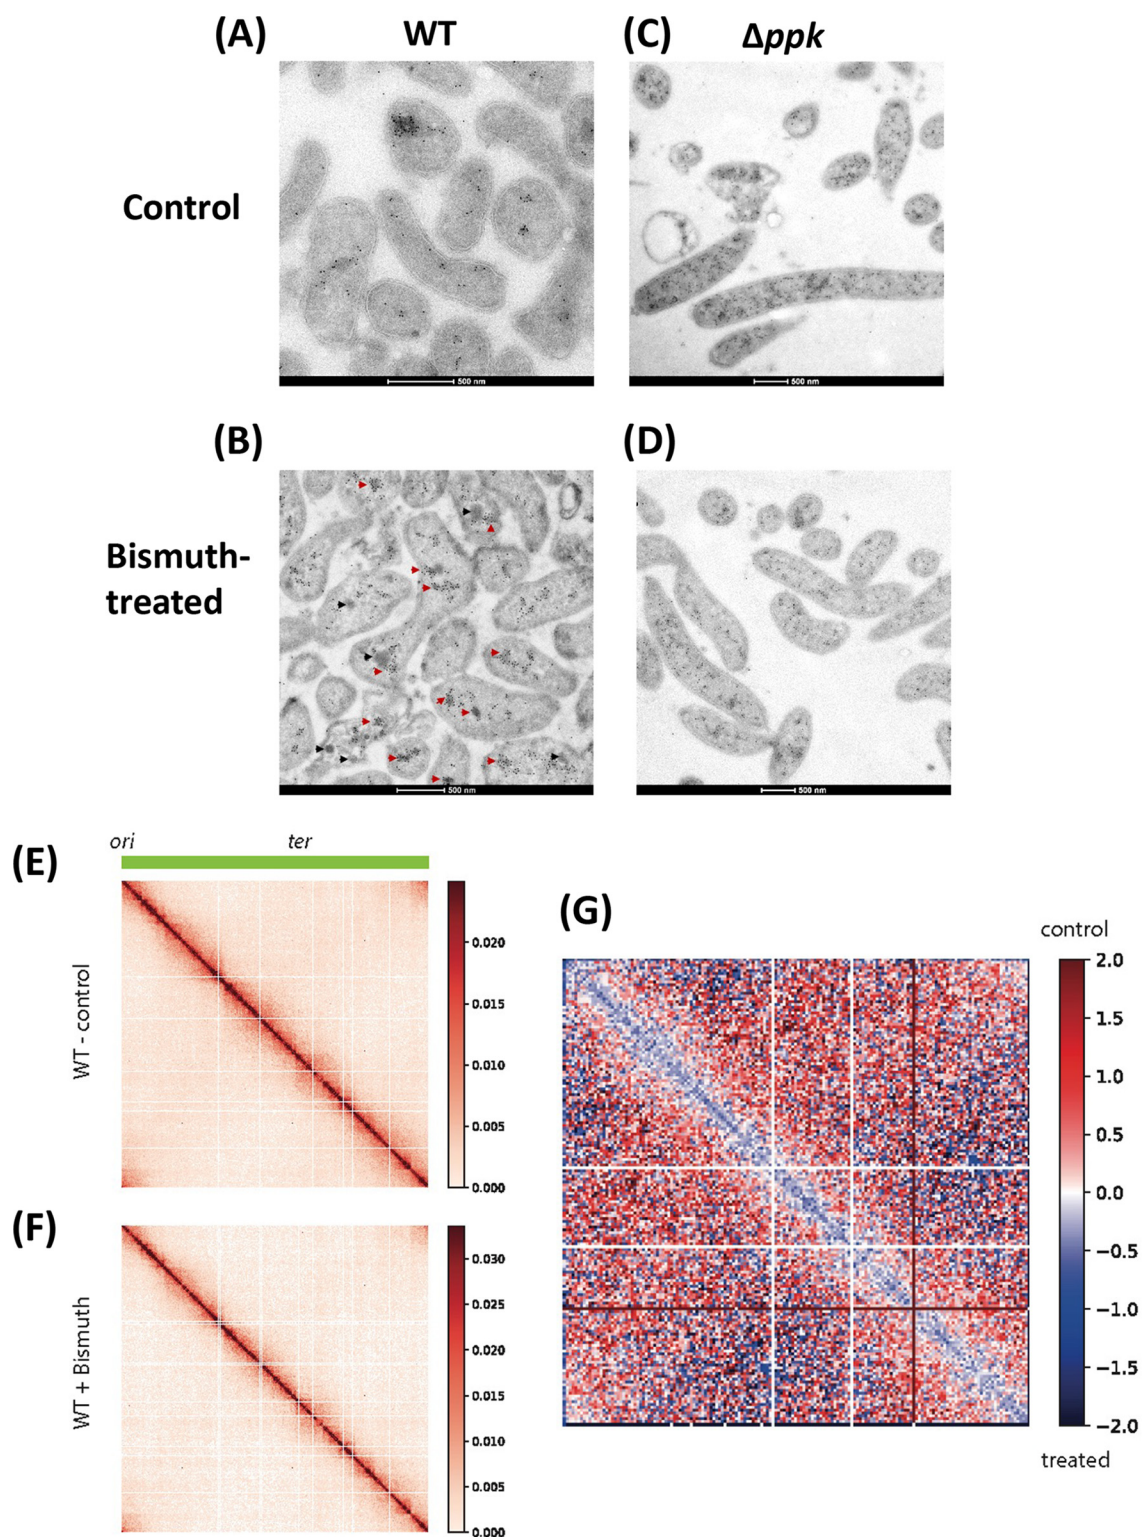 (A) WT (C) Δppk
Control
500 nm 500 nm
(B) (D)
Bismuth-
treated
500 nm 500 nm
(E) ori ter
WT - control
0.020
0.015
0.010
0.005
0.000
(F)
WT + Bismuth
0.030
0.025
0.020
0.015
0.010
0.005
0.000
(G)
control
2.0
1.5
1.0
0.5
0.0
−0.5
−1.0
−1.5
−2.0
treated